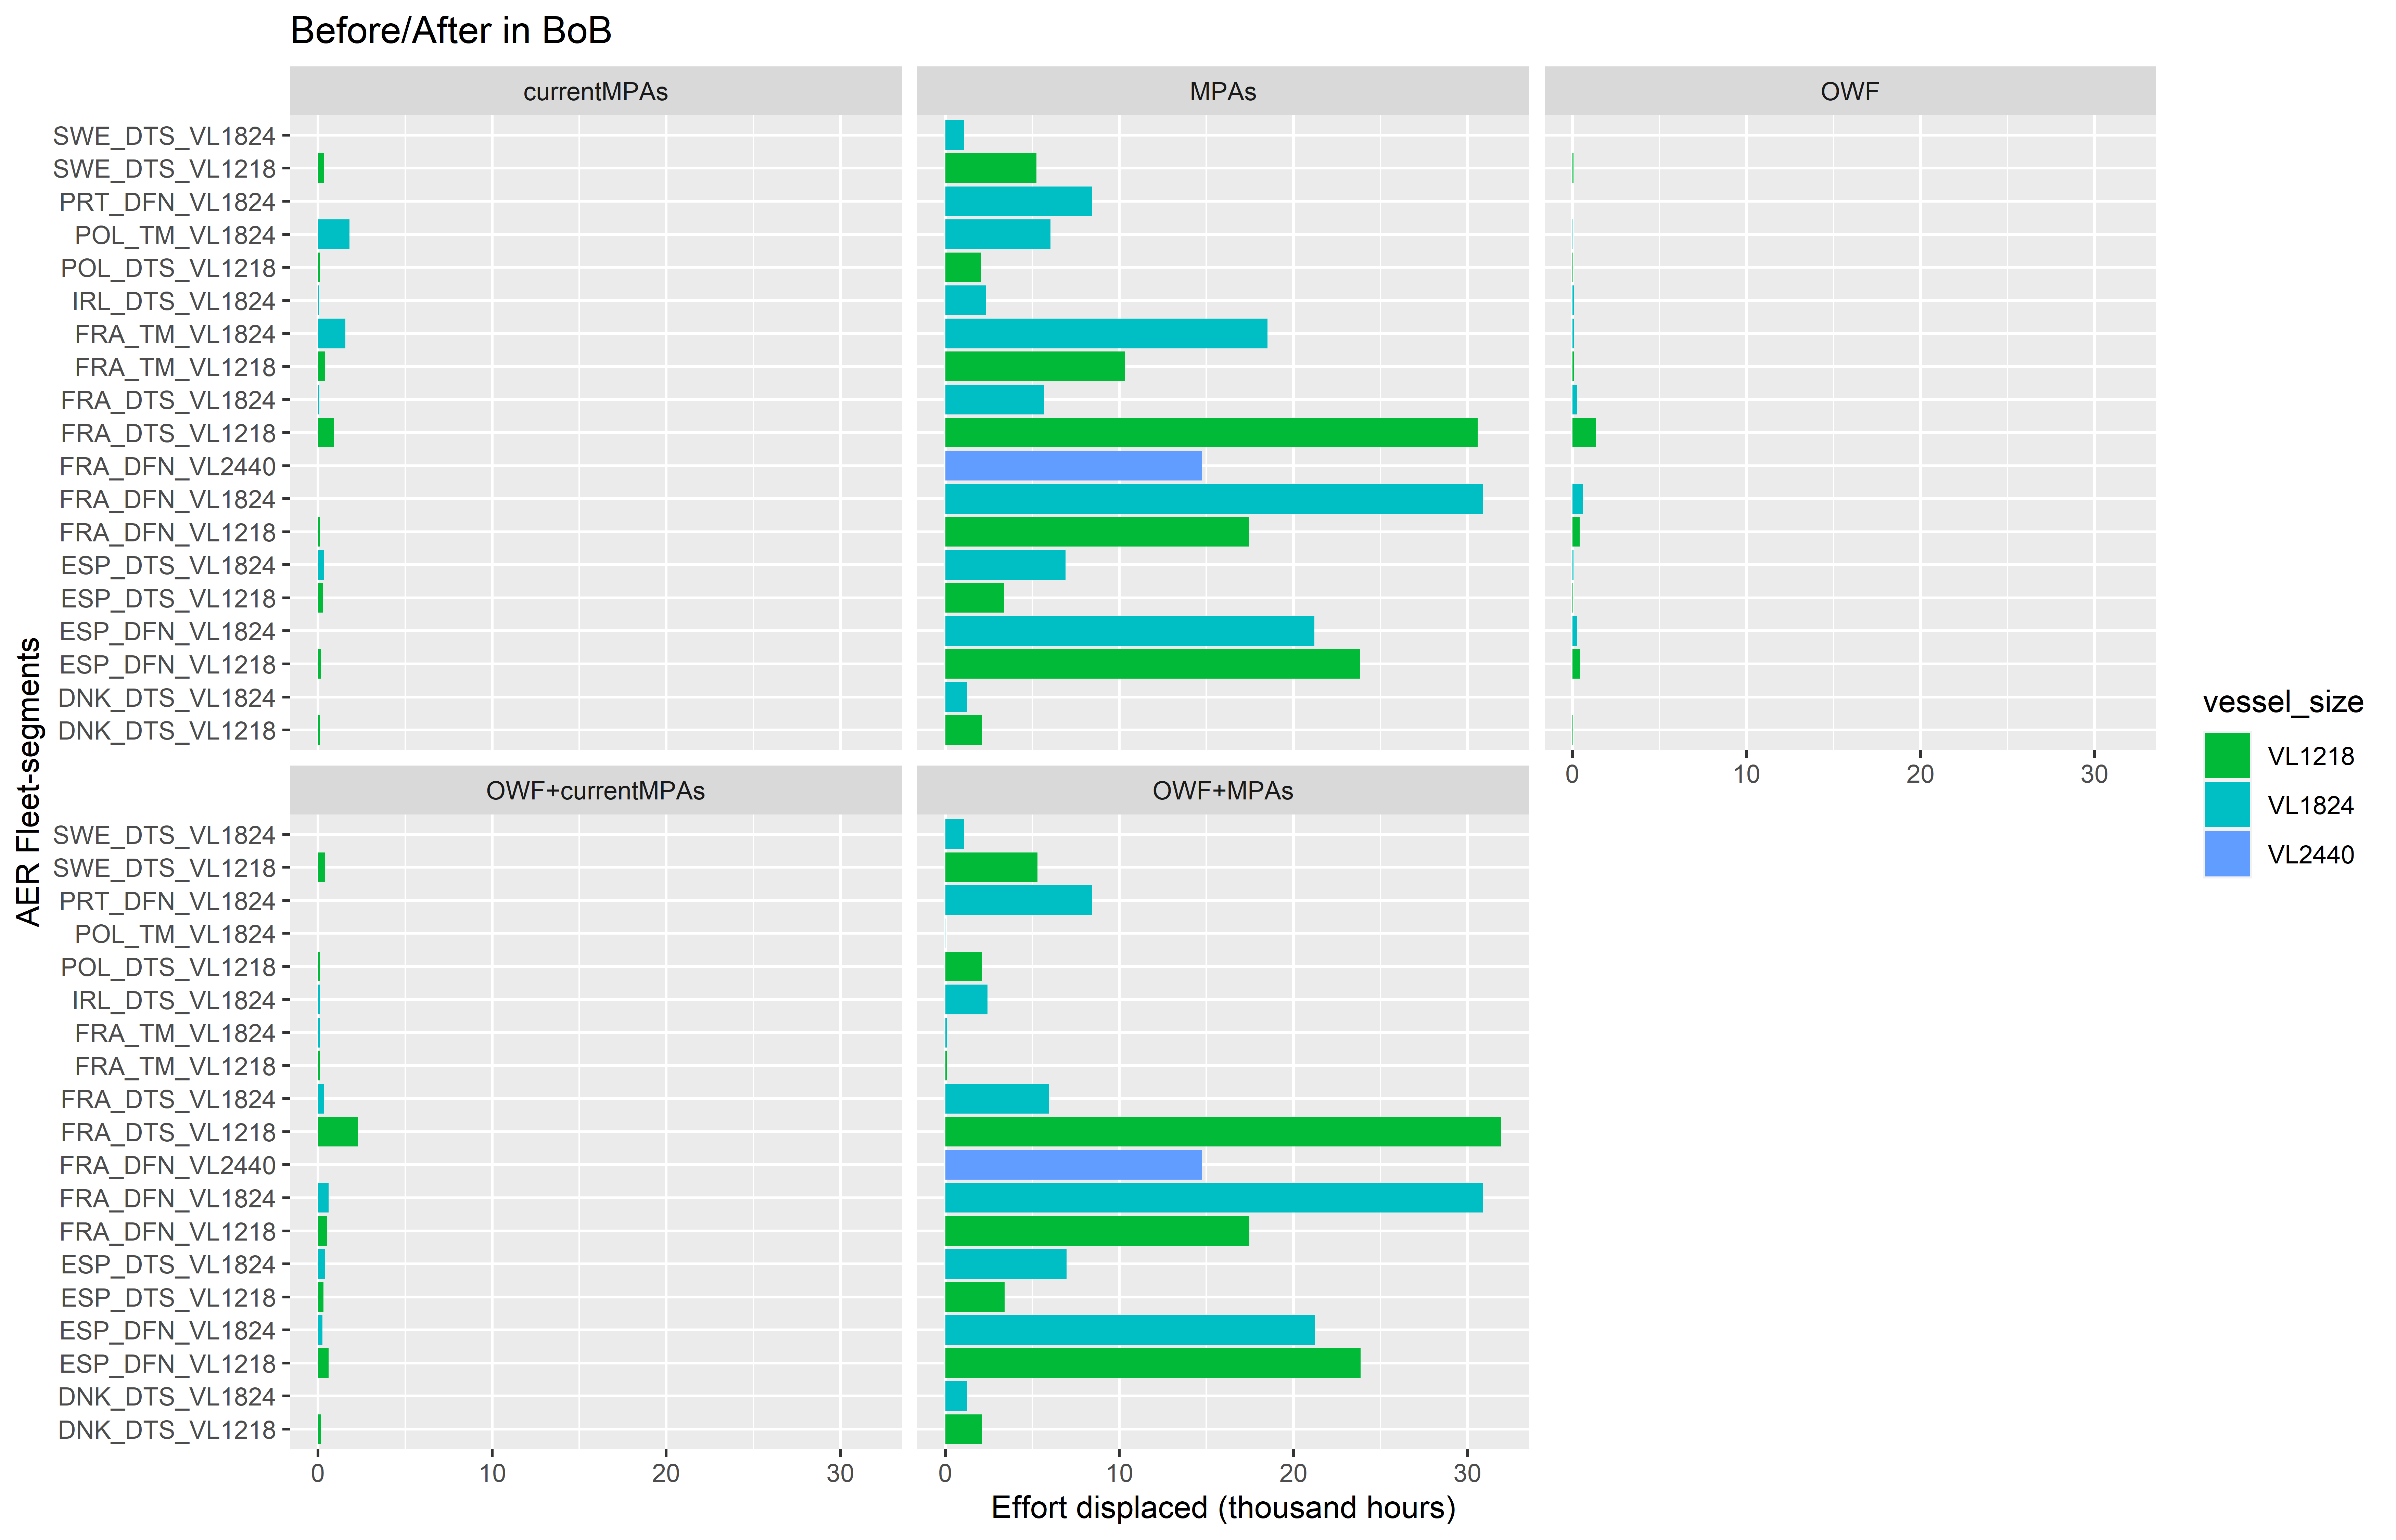 Before/After in BoB
currentMPAs
MPAs
OWF
SWE_DTS_VL1824
SWE_DTS_VL1218
PRT_DFN_VL1824
POL_TM_VL1824
POL_DTS_VL1218
IRL_DTS_VL1824
FRA_TM_VL1824
FRA_TM_VL1218
FRA_DTS_VL1824
FRA_DTS_VL1218
FRA_DFN_VL2440
FRA_DFN_VL1824
FRA_DFN_VL1218
ESP_DTS_VL1824
ESP_DTS_VL1218
ESP_DFN_VL1824
ESP_DFN_VL1218
DNK_DTS_VL1824
DNK_DTS_VL1218
0 10 20 30
OWF+currentMPAs
OWF+MPAs
SWE_DTS_VL1824
SWE_DTS_VL1218
PRT_DFN_VL1824
POL_TM_VL1824
POL_DTS_VL1218
IRL_DTS_VL1824
FRA_TM_VL1824
FRA_TM_VL1218
FRA_DTS_VL1824
FRA_DTS_VL1218
FRA_DFN_VL2440
FRA_DFN_VL1824
FRA_DFN_VL1218
ESP_DTS_VL1824
ESP_DTS_VL1218
ESP_DFN_VL1824
ESP_DFN_VL1218
DNK_DTS_VL1824
DNK_DTS_VL1218
0 10 20 30
0 10 20 30
Effort displaced (thousand hours)
AER Fleet-segments
vessel_size
VL1218
VL1824
VL2440